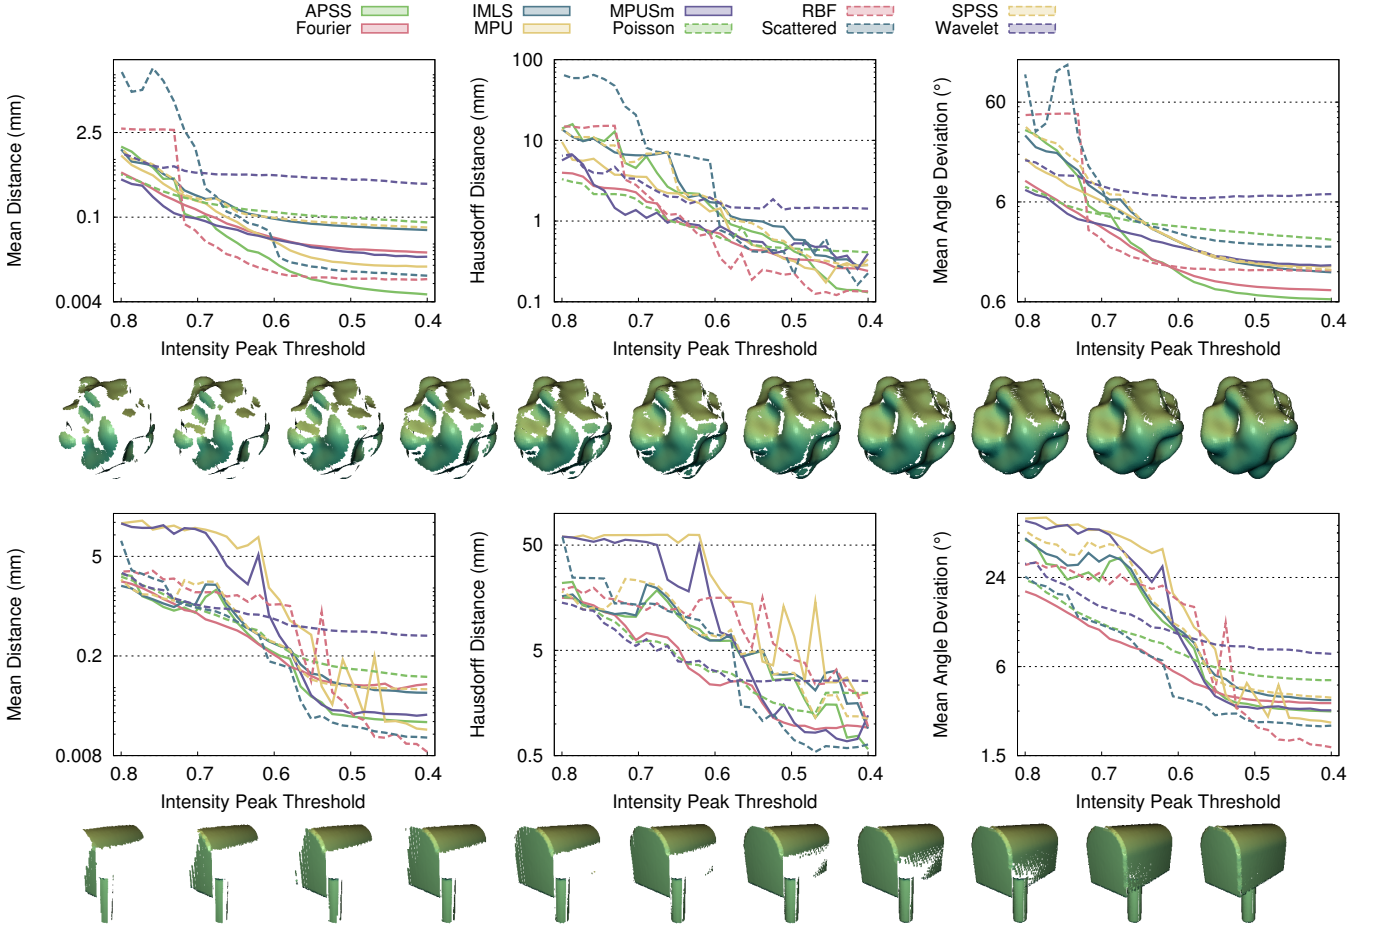 APSS IMLS MPUSm RBF SPSS
Fourier MPU Poisson Scattered Wavelet
Mean Distance (mm)
2.5
0.1
0.004
0.8 0.7 0.6 0.5 0.4
Intensity Peak Threshold
Hausdorff Distance (mm)
100
10
1
0.1
0.8 0.7 0.6 0.5 0.4
Intensity Peak Threshold
Mean Angle Deviation (°)
60
6
0.6
0.8 0.7 0.6 0.5 0.4
Intensity Peak Threshold
Mean Distance (mm)
5
0.2
0.008
0.8 0.7 0.6 0.5 0.4
Intensity Peak Threshold
Hausdorff Distance (mm)
50
5
0.5
0.8 0.7 0.6 0.5 0.4
Intensity Peak Threshold
Mean Angle Deviation (°)
24
6
1.5
0.8 0.7 0.6 0.5 0.4
Intensity Peak Threshold